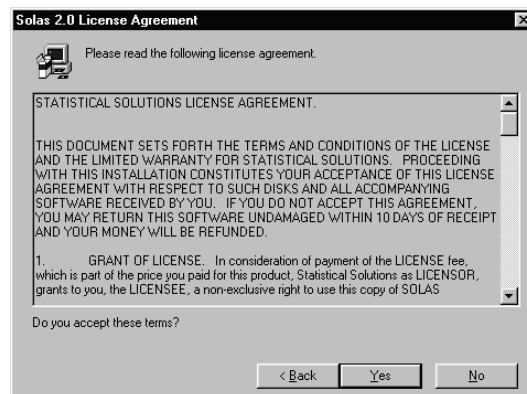 Solas 2.0 License Agreement
Please read the following license agreement.
STATISTICAL SOLUTIONS LICENSE AGREEMENT.
THIS DOCUMENT SETS FORTH THE TERMS AND CONDITIONS OF THE LICENSE
AND THE LIMITED WARRANTY FOR STATISTICAL SOLUTIONS. PROCEEDING
WITH THIS INSTALLATION CONSTITUTES YOUR ACCEPTANCE OF THIS LICENSE
AGREEMENT WITH RESPECT TO SUCH DISKS AND ALL ACCOMPANYING
SOFTWARE RECEIVED BY YOU. IF YOU DO NOT ACCEPT THIS AGREEMENT,
YOU MAY RETURN THIS SOFTWARE UNDAMAGED WITHIN 10 DAYS OF RECEIPT
AND YOUR MONEY WILL BE REFUNDED.
1. GRANT OF LICENSE. In consideration of payment of the LICENSE fee,
which is part of the price you paid for this product, Statistical Solutions as LICENSOR,
grants to you, the LICENSEE, a non-exclusive right to use this copy of SOLAS
Do you accept these terms?
< Back Yes No